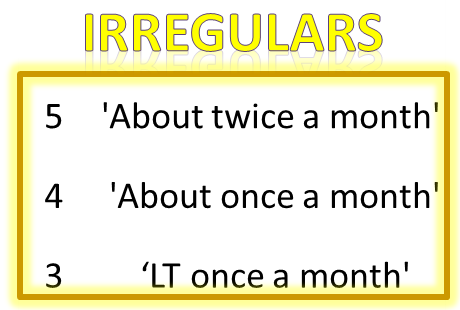 IRREGULARS
5 'About twice a month'
4 'About once a month'
3 ‘LT once a month'